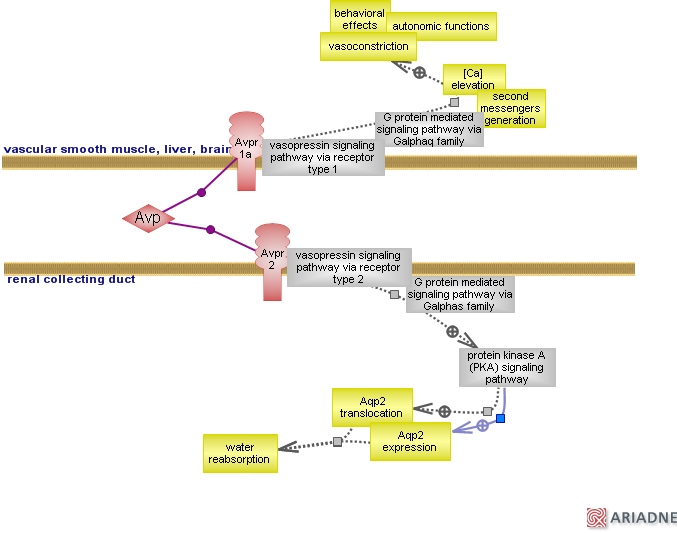 behavioral
effects
autonomic functions
vasoconstriction
[Ca]
elevation
second
messengers
generation
G protein mediated
signaling pathway via
Galphaq family
Avpr
1a
vasopressin signaling
pathway via receptor
type 1
vascular smooth muscle, liver, brain
Avp
Avpr
2
vasopressin signaling
pathway via receptor
type 2
renal collecting duct
G protein mediated
signaling pathway via
Galphas family
protein kinase A
(PKA) signaling
pathway
Aqp2
translocation
Aqp2
expression
water
reabsorption
ARIADNE